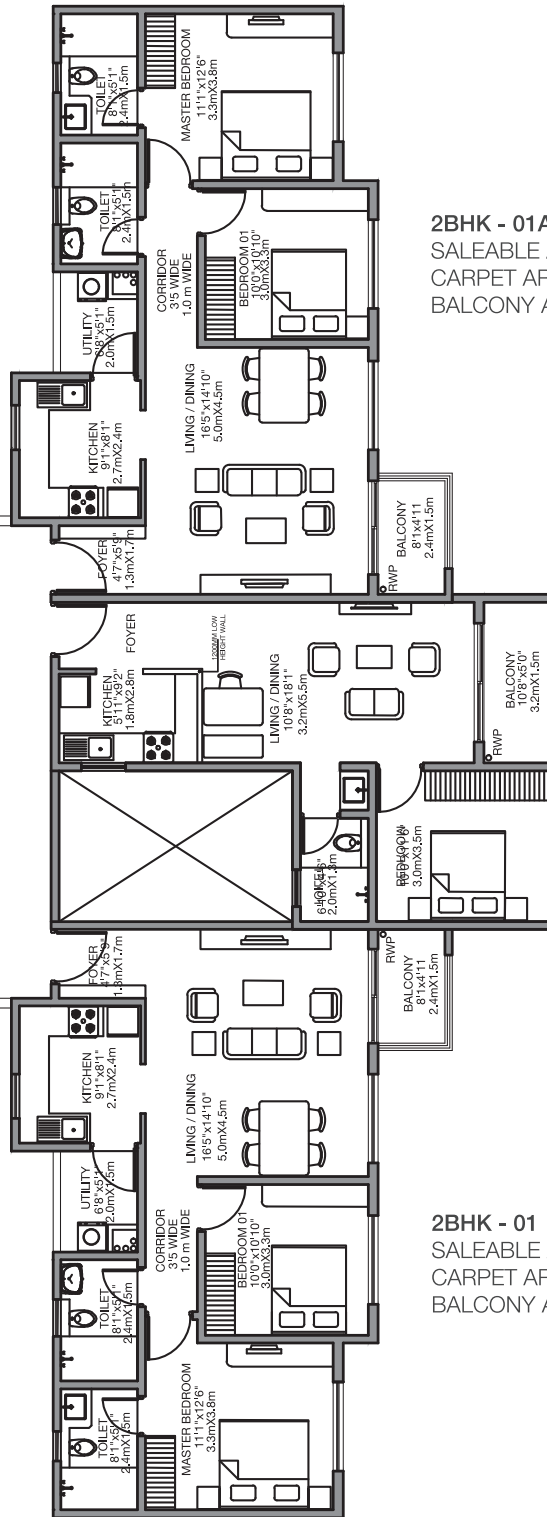 TOILET
8'1"x5'1"
2.4mX1.5m
MASTER BEDROOM
11'1"x12'6"
3.3mX3.8m
TOILET
8'1"x5'1"
2.4mX1.5m
CORRIDOR
3'5 WIDE
1.0 m WIDE
BEDROOM 01
10'0"x10'10"
3.0mX3.3m
2BHK - 01A
SALEABLE
CARPET AR
BALCONY A
UTILITY
6'8"x5'1"
2.0mX1.5m
KITCHEN
9'1"x8'1"
2.7mX2.4m
LIVING / DINING
16'5"x14'10"
5.0mX4.5m
FOYER
4'7"x5'9"
1.3mX1.7m
RWP
BALCONY
8'1x4'11
2.4mX1.5m
FOYER
1200MM LOW
HEIGHT WALL
KITCHEN
5'11"x9'2"
1.8mX2.8m
LIVING / DINING
10'8"x18'1"
3.2mX5.5m
RWP
BALCONY
10'8"x5'0"
3.2mX1.5m
2.0mX1.3m
BEDROOM
3.0mX3.5m
FOYER
4'7"x5'9"
1.3mX1.7m
RWP
BALCONY
8'1x4'11
2.4mX1.5m
KITCHEN
9'1"x8'1"
2.7mX2.4m
LIVING / DINING
16'5"x14'10"
5.0mX4.5m
UTILITY
6'8"x5'1"
2.0mX1.5m
CORRIDOR
3'5 WIDE
1.0 m WIDE
BEDROOM 01
10'0"x10'10"
3.0mX3.3m
2BHK - 01
SALEABLE
CARPET AR
BALCONY A
TOILET
8'1"x5'1"
2.4mX1.5m
MASTER BEDROOM
11'1"x12'6"
3.3mX3.8m
TOILET
8'1"x5'1"
2.4mX1.5m